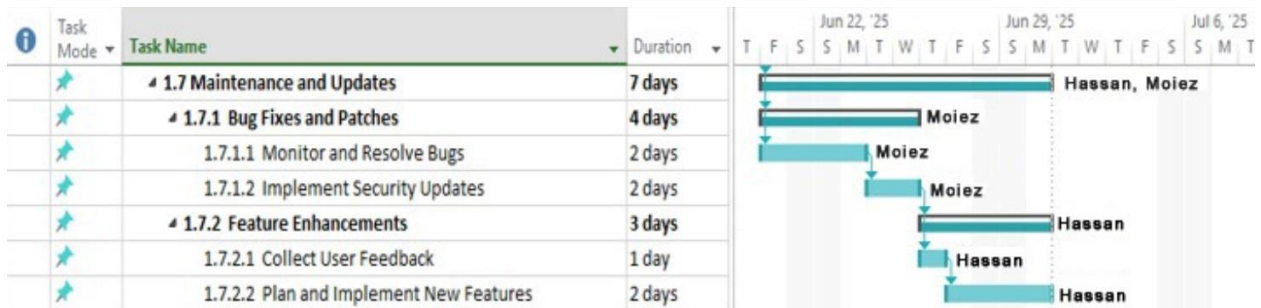 Task Mode Task Name Duration Jun 22, '25 Jun 29, '25 Jul 6, '25
T F S S M T W T F S S M T W T F S S M T
1.7 Maintenance and Updates 7 days Hassan, Moiez
1.7.1 Bug Fixes and Patches 4 days Moiez
1.7.1.1 Monitor and Resolve Bugs 2 days Moiez
1.7.1.2 Implement Security Updates 2 days Moiez
1.7.2 Feature Enhancements 3 days Hassan
1.7.2.1 Collect User Feedback 1 day Hassan
1.7.2.2 Plan and Implement New Features 2 days Hassan